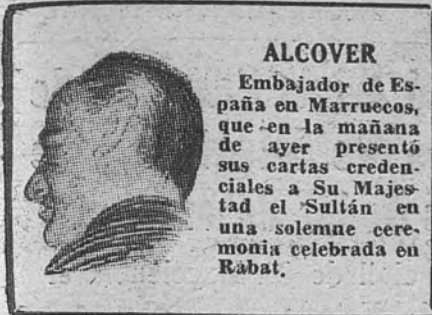 ALCOVER
Embajador de Es-
paña en Marruecos,
que en la mañana
de ayer presentó
sus cartas creden-
ciales a Su Majes-
tad el Sultán en
una solemne cere-
monia celebrada en
Rabat.